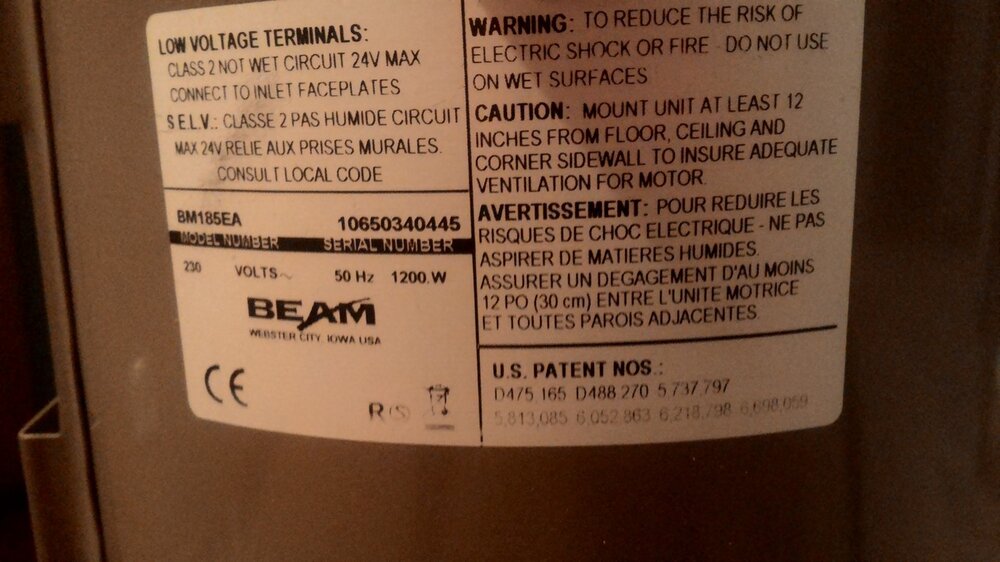 LOW VOLTAGE TERMINALS:
CLASS 2 NOT WET CIRCUIT 24V MAX
CONNECT TO INLET FACEPLATES
S.E.L.V.: CLASSE 2 PAS HUMIDE CIRCUIT
MAX 24V RELIE AUX PRISES MURALES.
CONSULT LOCAL CODE
BM185EA 10650340445
MODEL NUMBER SERIAL NUMBER
230 VOLTS~ 50 Hz 1200.W
BEAM
WEBSTER CITY IOWA USA
CE
WARNING: TO REDUCE THE RISK OF
ELECTRIC SHOCK OR FIRE - DO NOT USE
ON WET SURFACES
CAUTION: MOUNT UNIT AT LEAST 12
INCHES FROM FLOOR, CEILING AND
CORNER SIDEWALL TO INSURE ADEQUATE
VENTILATION FOR MOTOR.
AVERTISSEMENT: POUR REDUIRE LES
RISQUES DE CHOC ELECTRIQUE - NE PAS
ASPIRER DE MATIERES HUMIDES.
ASSURER UN DEGAGEMENT D'AU MOINS
12 PO (30 cm) ENTRE L'UNITE MOTRICE
ET TOUTES PAROIS ADJACENTES
U.S. PATENT NOS.:
D475 165 D488 270 5 737,797
5,813,085 6,052,863 6,218,798 6,698,059